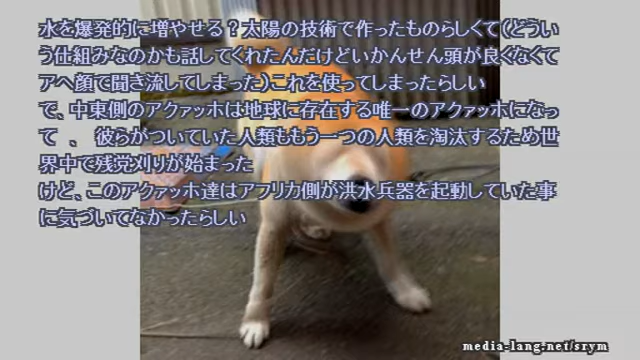 水を爆発的に増やせる？太陽の技術で作ったものらしくて（どうい
う仕組みなのかも話してくれたんだけどいかんせん頭が良くなくて
アヘ顔で聞き流してしまった）これを使ってしまったらしい
で、中東側のアクァッホは地球に存在する唯一のアクァッホになっ
て　、　彼らがついていた人類ももう一つの人類を淘汰するため世
界中で残党刈りが始まった
けど、このアクァッホ達はアフリカ側が洪水兵器を起動していた事
に気づいてなかったらしい
media-lang.net/srym